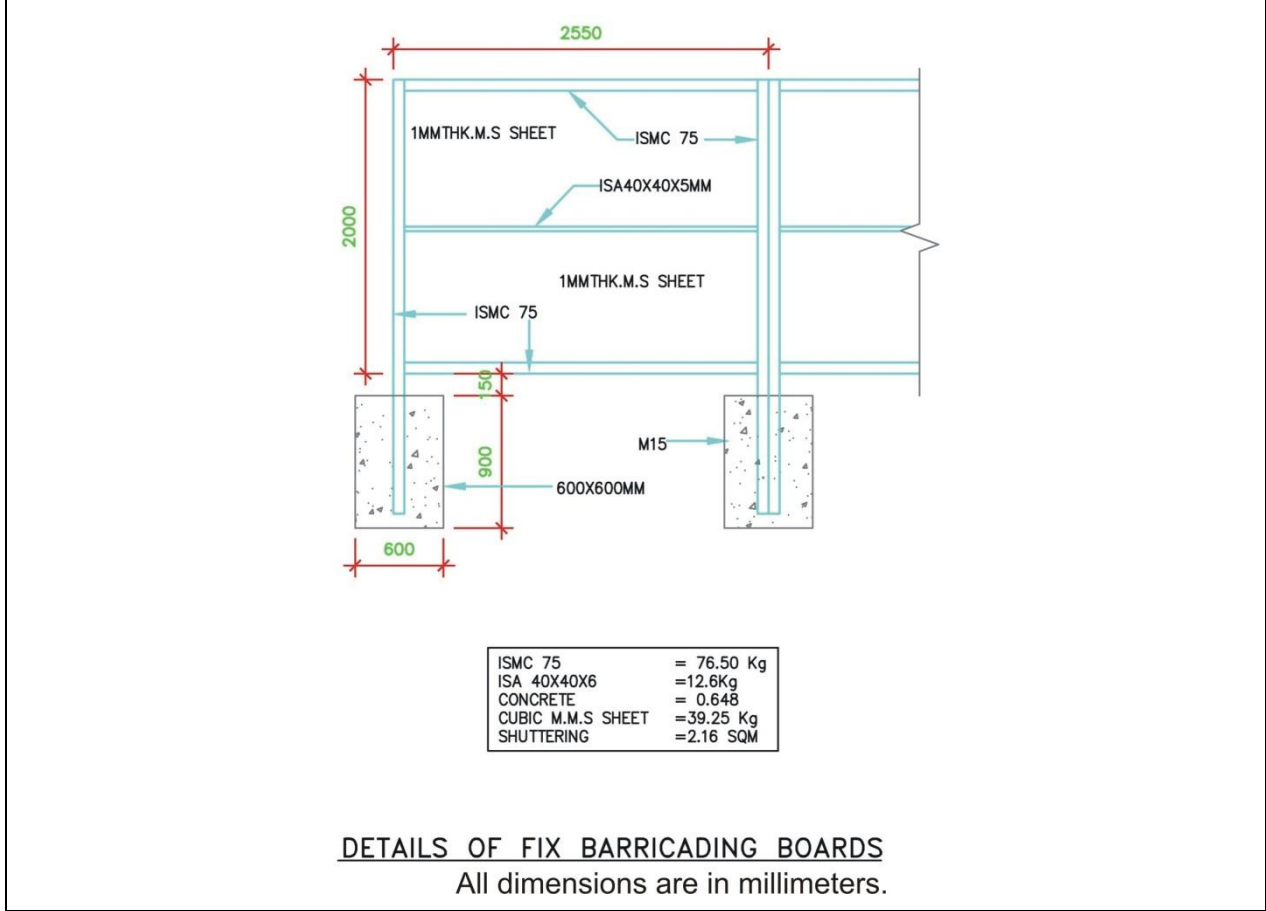 2550
1MMTHK.M.S SHEET
ISMC 75
ISA40X40X5MM
2000
1MMTHK.M.S SHEET
ISMC 75
150
M15
900
600X600MM
600
ISMC 75 = 76.50 Kg
ISA 40X40X6 =12.6Kg
CONCRETE = 0.648
CUBIC M.M.S SHEET =39.25 Kg
SHUTTERING =2.16 SQM
DETAILS OF FIX BARRICADING BOARDS
All dimensions are in millimeters.